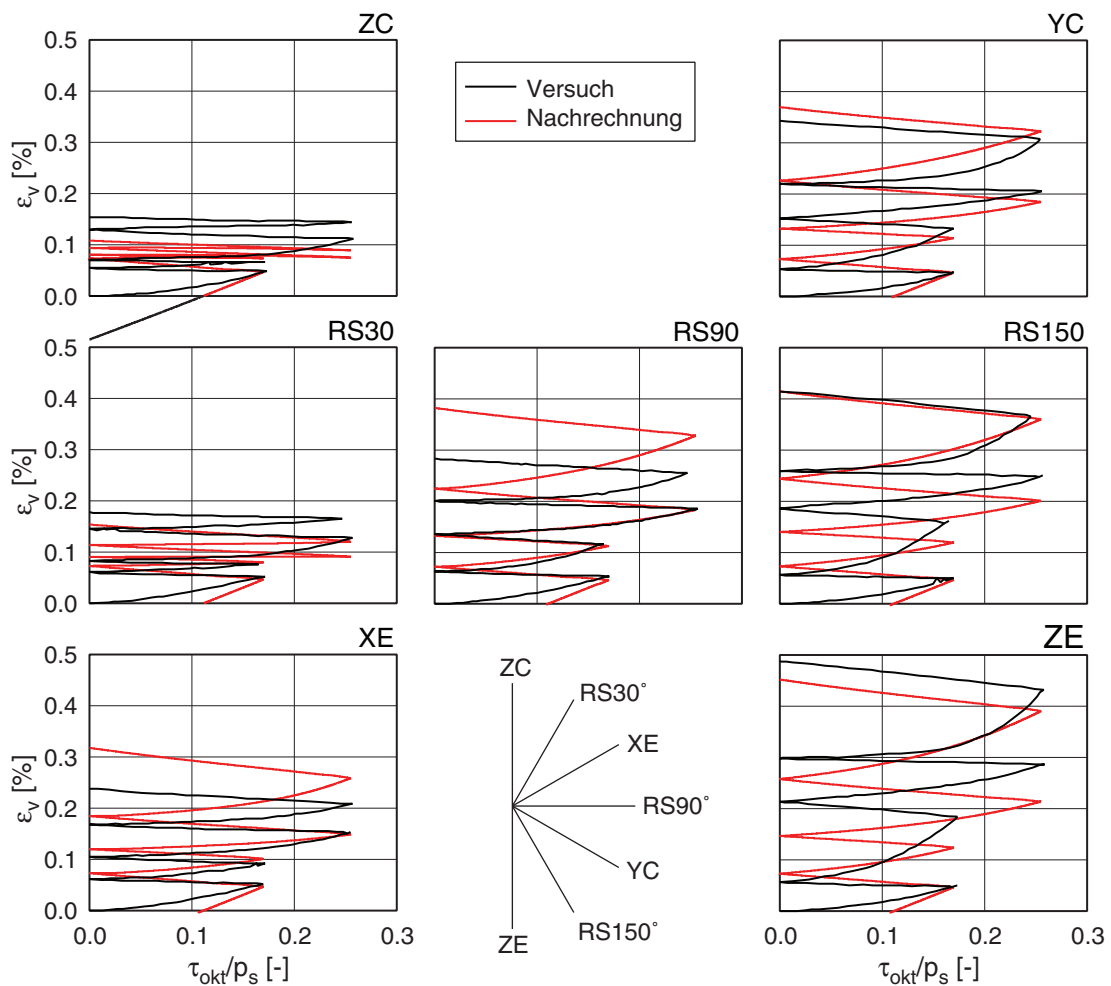 ZC
0.5
0.4
0.3
0.2
0.1
0.0
εv [%]
Versuch
Nachrechnung
YC
RS30
0.5
0.4
0.3
0.2
0.1
0.0
εv [%]
RS90
RS150
XE
0.5
0.4
0.3
0.2
0.1
0.0
εv [%]
0.0 0.1 0.2 0.3
τokt/ps [-]
ZC
RS30°
XE
RS90°
YC
RS150°
ZE
ZE
0.0 0.1 0.2 0.3
τokt/ps [-]